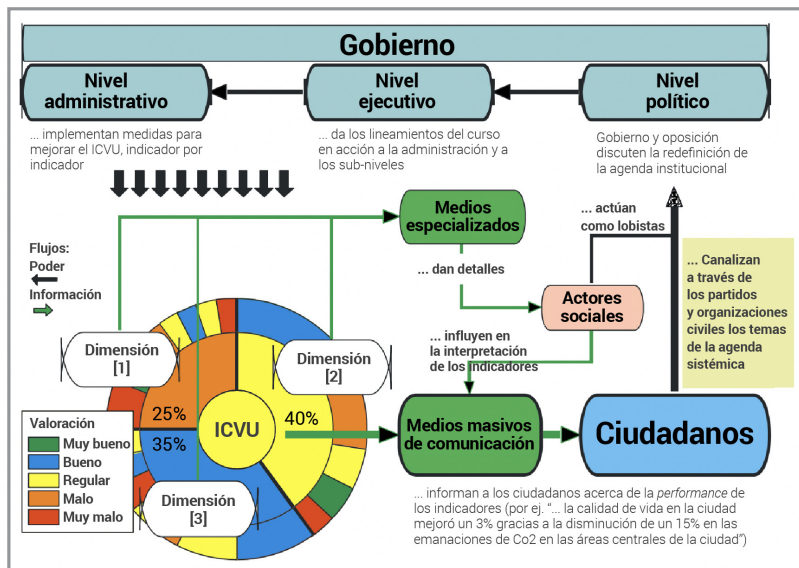 Gobierno
Nivel
administrativo
Nivel
ejecutivo
Nivel
político
... implementan medidas para
mejorar el ICVU, indicador por
indicador
... da los lineamientos del curso
en acción a la administración y a
los sub-niveles
Gobierno y oposición
discuten la redefinición de
la agenda institucional
Medios
especializados
... actúan
como lobistas
Flujos:
Poder
Información
... dan detalles
... Canalizan
a través de
los partidos
y organizaciones
civiles los temas
de la agenda
sistémica
Actores
sociales
... influyen en
la interpretación
de los indicadores
Dimensión
[1]
Dimensión
[2]
25%
40%
35%
ICVU
Medios masivos
de comunicación
Ciudadanos
Valoración
Muy bueno
Bueno
Regular
Malo
Muy malo
Dimensión
[3]
... informan a los ciudadanos acerca de la performance de
los indicadores (por ej. “... la calidad de vida en la ciudad
mejoró un 3% gracias a la disminución de un 15% en las
emanaciones de Co2 en las áreas centrales de la ciudad”)